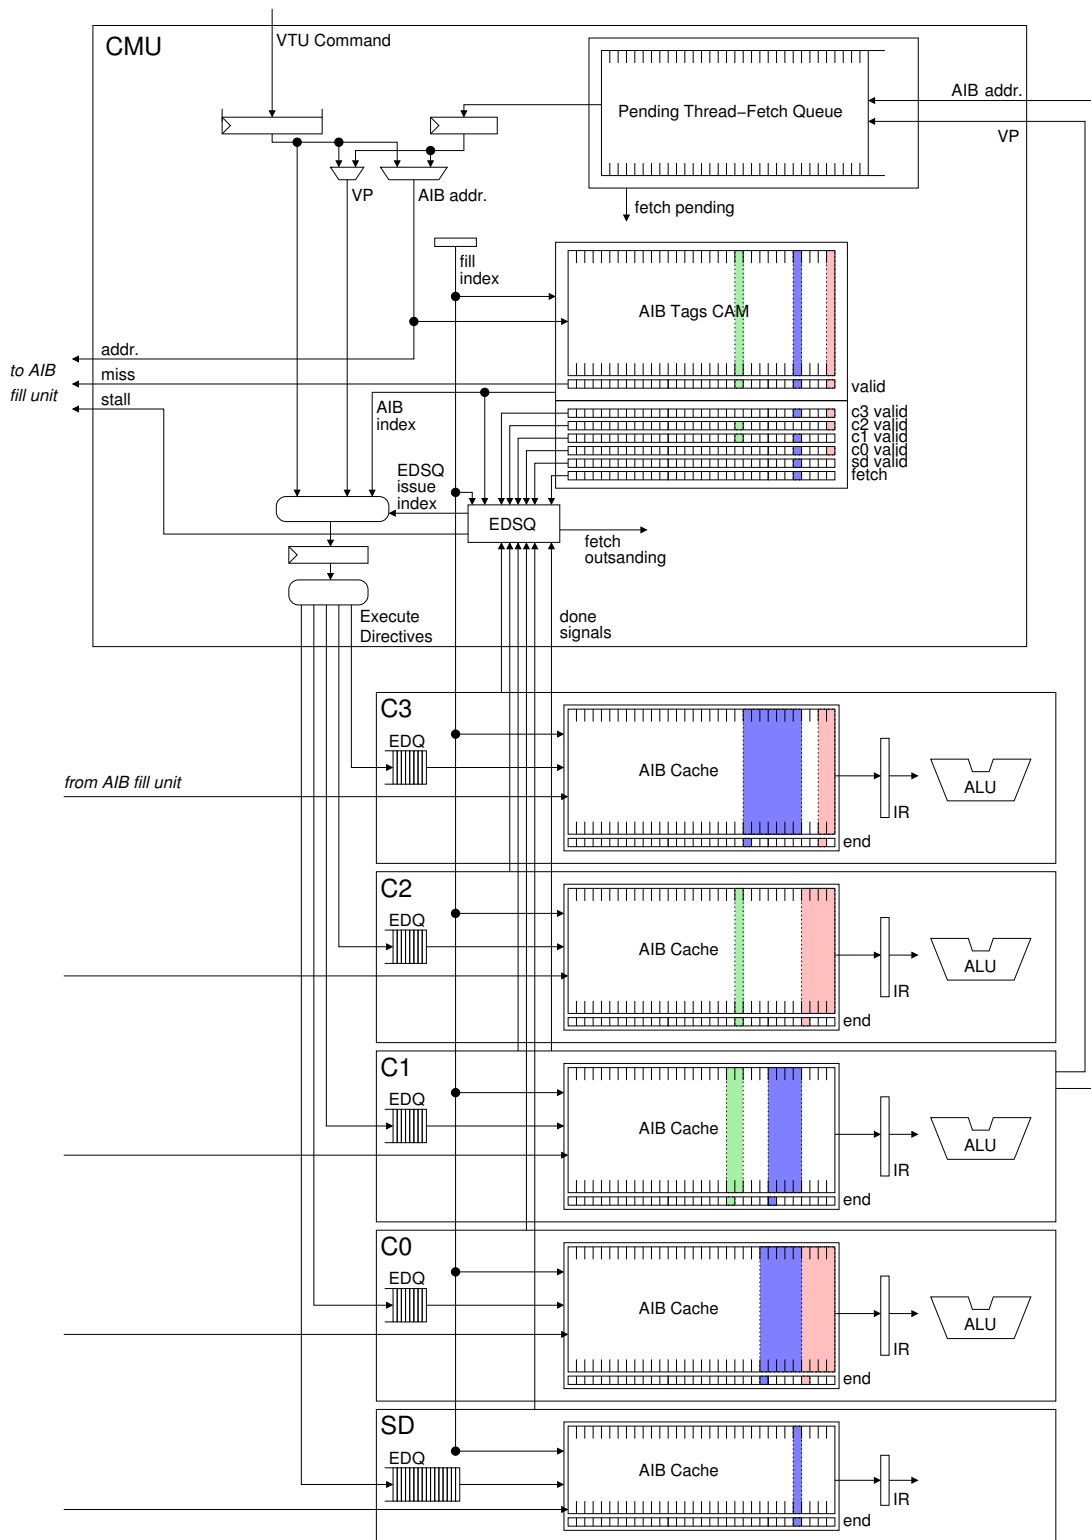 CMU
VTU Command
Pending Thread–Fetch Queue
AIB addr.
VP
VP
AIB addr.
fetch pending
fill
index
AIB Tags CAM
to AIB
fill unit
addr.
miss
stall
valid
AIB
index
c3 valid
c2 valid
c1 valid
c0 valid
sd valid
fetch
EDSQ
issue
index
EDSQ
fetch
outsanding
Execute
Directives
done
signals
C3
EDQ
from AIB fill unit
AIB Cache
ALU
IR
end
C2
EDQ
AIB Cache
ALU
IR
end
C1
EDQ
AIB Cache
ALU
IR
end
C0
EDQ
AIB Cache
ALU
IR
end
SD
EDQ
AIB Cache
IR
end